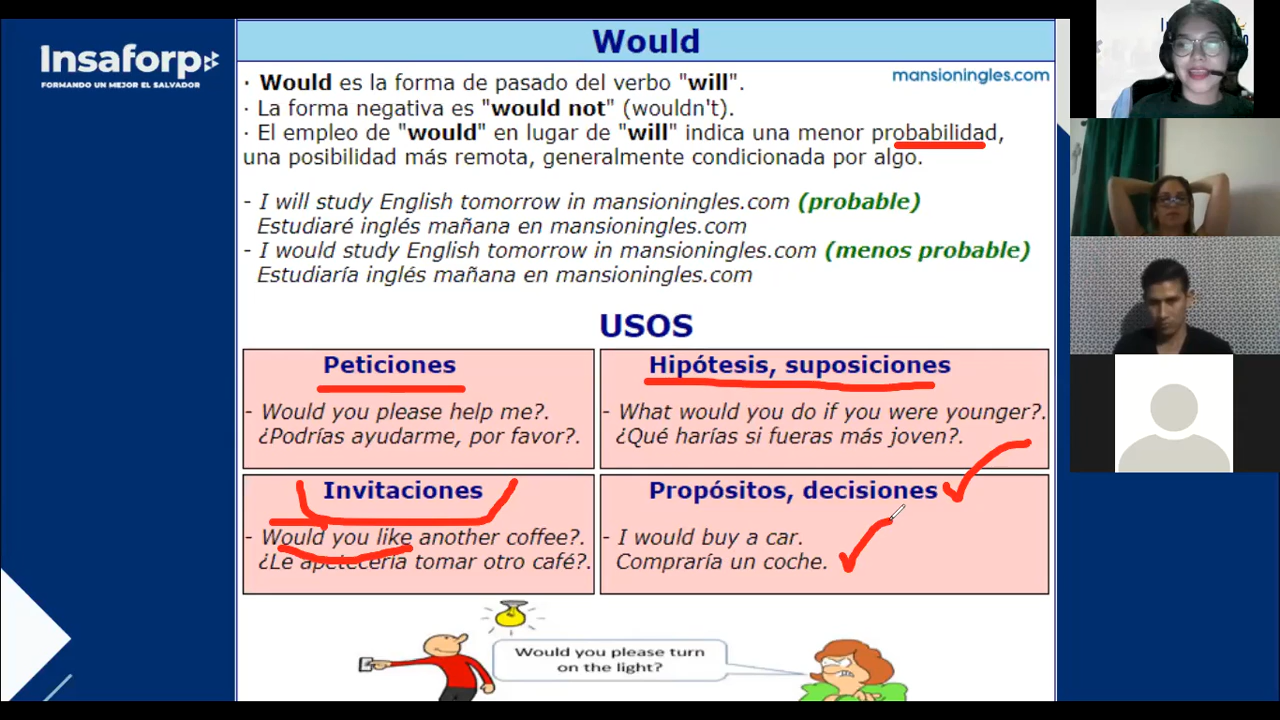 Insaforp
FORMANDO UN MEJOR EL SALVADOR
Would
mansioningles.com
· Would es la forma de pasado del verbo "will".
· La forma negativa es "would not" (wouldn't).
· El empleo de "would" en lugar de "will" indica una menor probabilidad,
una posibilidad más remota, generalmente condicionada por algo.
- I will study English tomorrow in mansioningles.com (probable)
Estudiaré inglés mañana en mansioningles.com
- I would study English tomorrow in mansioningles.com (menos probable)
Estudiaría inglés mañana en mansioningles.com
USOS
Peticiones
- Would you please help me?.
¿Podrías ayudarme, por favor?.
Hipótesis, suposiciones
- What would you do if you were younger?.
¿Qué harías si fueras más joven?.
Invitaciones
- Would you like another coffee?.
¿Le apetecería tomar otro café?.
Propósitos, decisiones
- I would buy a car.
Compraría un coche.
Would you please turn
on the light?